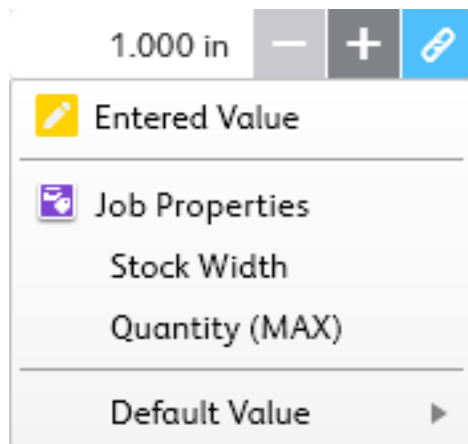 1.000 in
Entered Value
Job Properties
Stock Width
Quantity (MAX)
Default Value